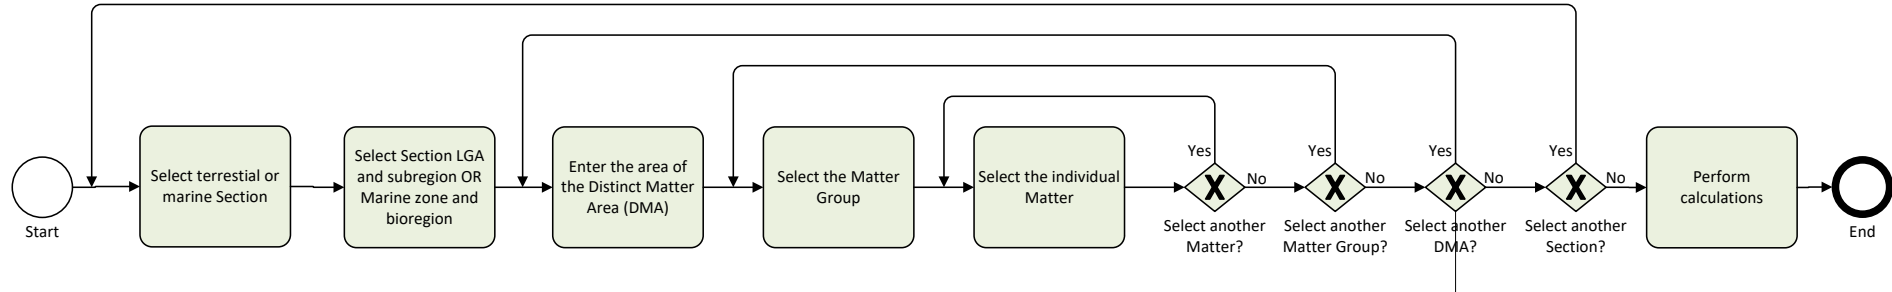 Start
Select terrestial or
marine Section
Select Section LGA
and subregion OR
Marine zone and
bioregion
Enter the area of
the Distinct Matter
Area (DMA)
Select the Matter
Group
Select the individual
Matter
Yes
X
No
Select another
Matter?
Yes
X
No
Select another
Matter Group?
Yes
X
No
Select another
DMA?
Yes
X
No
Select another
Section?
Perform
calculations
End